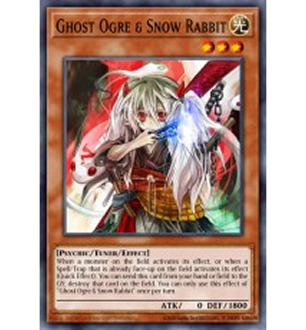 Ghost Ogre & Snow Rabbit
[Psychic/Tuner/Effect]
When a monster on the field activates its effect, or when a
Spell/Trap that is already face-up on the field activates its effect
(Quick Effect): You can send this card from your hand or field to the
GY; destroy that card on the field. You can only use this effect of
"Ghost Ogre & Snow Rabbit" once per turn.
ATK/ 0 DEF/1800